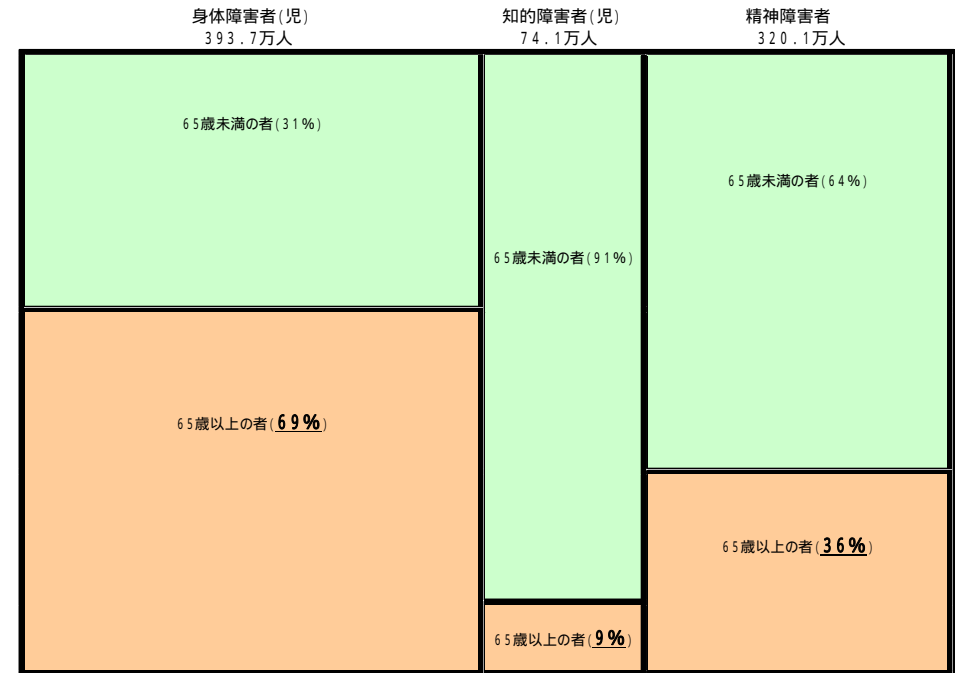 身体障害者(児)
393.7万人
知的障害者(児)
74.1万人
精神障害者
320.1万人
65歳未満の者(31%)
65歳未満の者(91%)
65歳未満の者(64%)
65歳以上の者(69%)
65歳以上の者(9%)
65歳以上の者(36%)